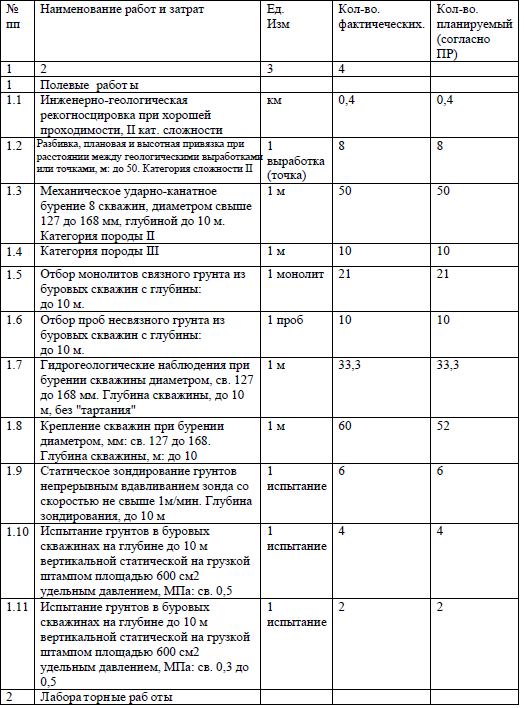 № Наименование работ и затрат Ед. Кол-во. Кол-во.
пп Изм фактичеческих. планируемый
(согласно
ПР)
1 2 3 4
1 Полевые работы
1.1 Инженерно-геологическая км 0,4 0,4
рекогносцировка при хорошей
проходимости, II кат. сложности
1.2 Разбивка, плановая и высотная привязка при 1 8 8
расстоянии между геологическими выработками выработка
или точками, м: до 50. Категория сложности II (точка)
1.3 Механическое ударно-канатное 1 м 50 50
бурение 8 скважин, диаметром свыше
127 до 168 мм, глубиной до 10 м.
Категория породы II
1.4 Категория породы III 1 м 10 10
1.5 Отбор монолитов связного грунта из 1 монолит 21 21
буровых скважин с глубины:
до 10 м.
1.6 Отбор проб несвязного грунта из 1 проб 10 10
буровых скважин с глубины:
до 10 м.
1.7 Гидрогеологические наблюдения при 1 м 33,3 33,3
бурении скважины диаметром, св. 127
до 168 мм. Глубина скважины, до 10
м, без "тартания"
1.8 Крепление скважин при бурении 1 м 60 52
диаметром, мм: св. 127 до 168.
Глубина скважины, м: до 10
1.9 Статическое зондирование грунтов 1 6 6
непрерывным вдавливанием зонда со испытание
скоростью не свыше 1м/мин. Глубина
зондирования, до 10 м
1.10 Испытание грунтов в буровых 1 4 4
скважинах на глубине до 10 м испытание
вертикальной статической на грузкой
штампом площадью 600 см2
удельным давлением, МПа: св. 0,5
1.11 Испытание грунтов в буровых 1 2 2
скважинах на глубине до 10 м испытание
вертикальной статической на грузкой
штампом площадью 600 см2
удельным давлением, МПа: св. 0,3 до
0,5
2 Лабораторные работы